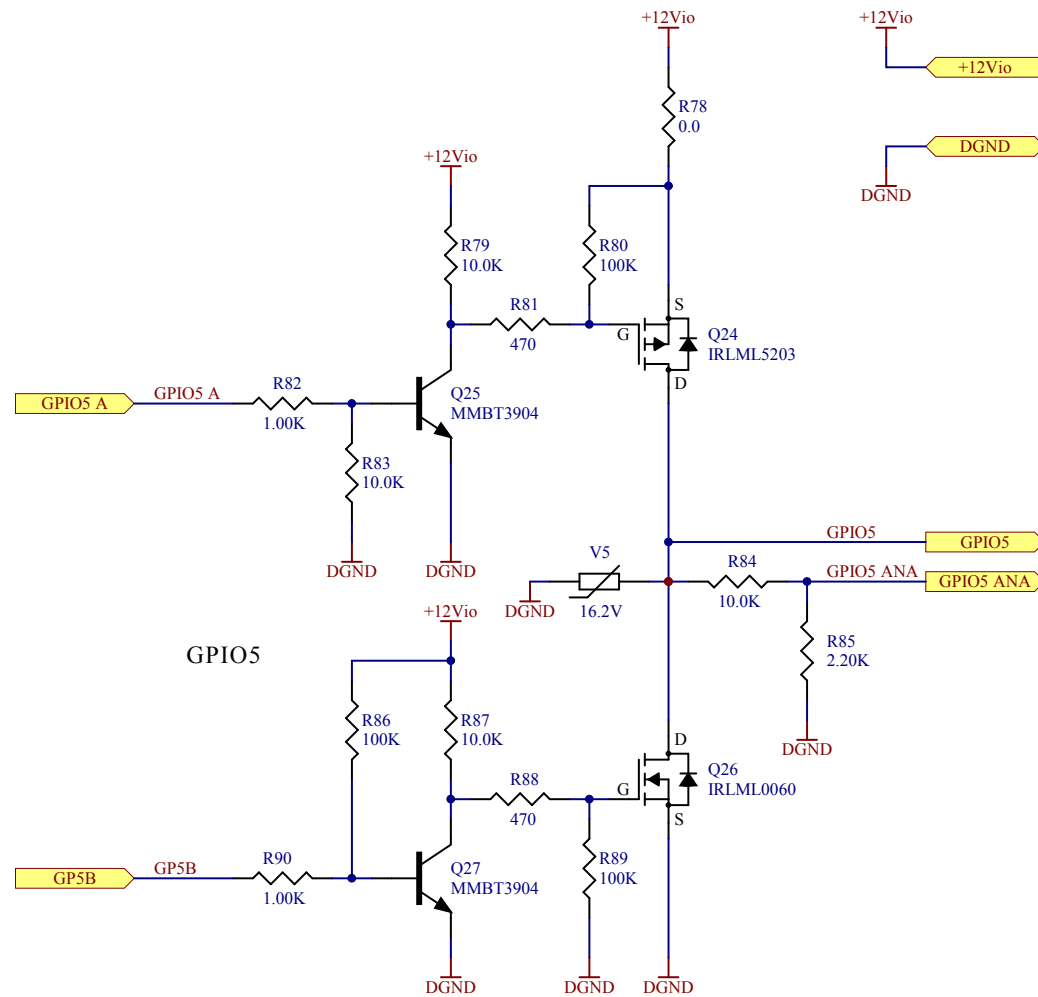 +12Vio
+12Vio
+12Vio
R78
0.0
DGND
+12Vio
DGND
R79
10.0K
R80
100K
R81
470
S
G
Q24
IRLML5203
D
GPIO5 A
GPIO5 A
R82
1.00K
Q25
MMBT3904
R83
10.0K
DGND
DGND
GPIO5
GPIO5
V5
16.2V
DGND
R84
10.0K
GPIO5 ANA
GPIO5 ANA
+12Vio
GPIO5
R85
2.20K
DGND
R86
100K
R87
10.0K
R88
470
D
G
Q26
IRLML0060
S
GP5B
GP5B
R90
1.00K
Q27
MMBT3904
R89
100K
DGND
DGND
DGND